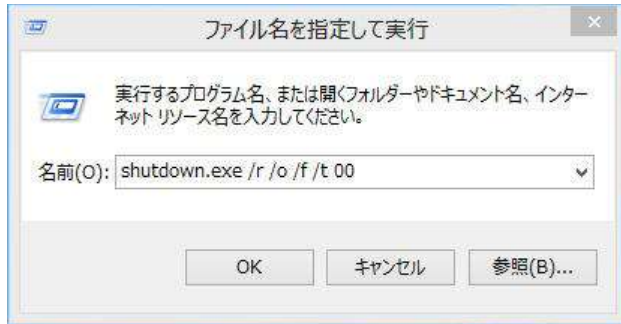 ファイル名を指定して実行
実行するプログラム名、または開くフォルダーやドキュメント名、インター
ネット リソース名を入力してください。
名前(O): shutdown.exe /r /o /f /t 00
OK キャンセル 参照(B)...